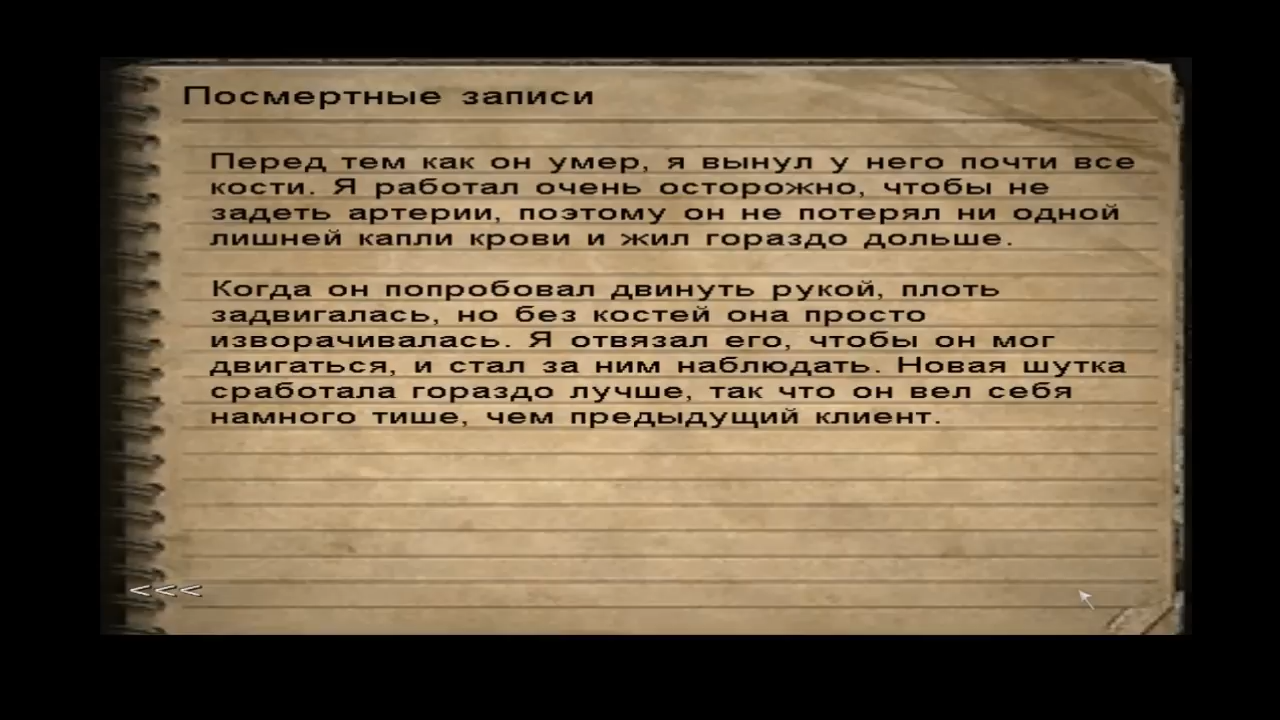 Посмертные записи
Перед тем как он умер, я вынул у него почти все
кости. Я работал очень осторожно, чтобы не
задеть артерии, поэтому он не потерял ни одной
лишней капли крови и жил гораздо дольше.
Когда он попробовал двинуть рукой, плоть
задвигалась, но без костей она просто
изворачивалась. Я отвязал его, чтобы он мог
двигаться, и стал за ним наблюдать. Новая шутка
сработала гораздо лучше, так что он вел себя
намного тише, чем предыдущий клиент.
<<<